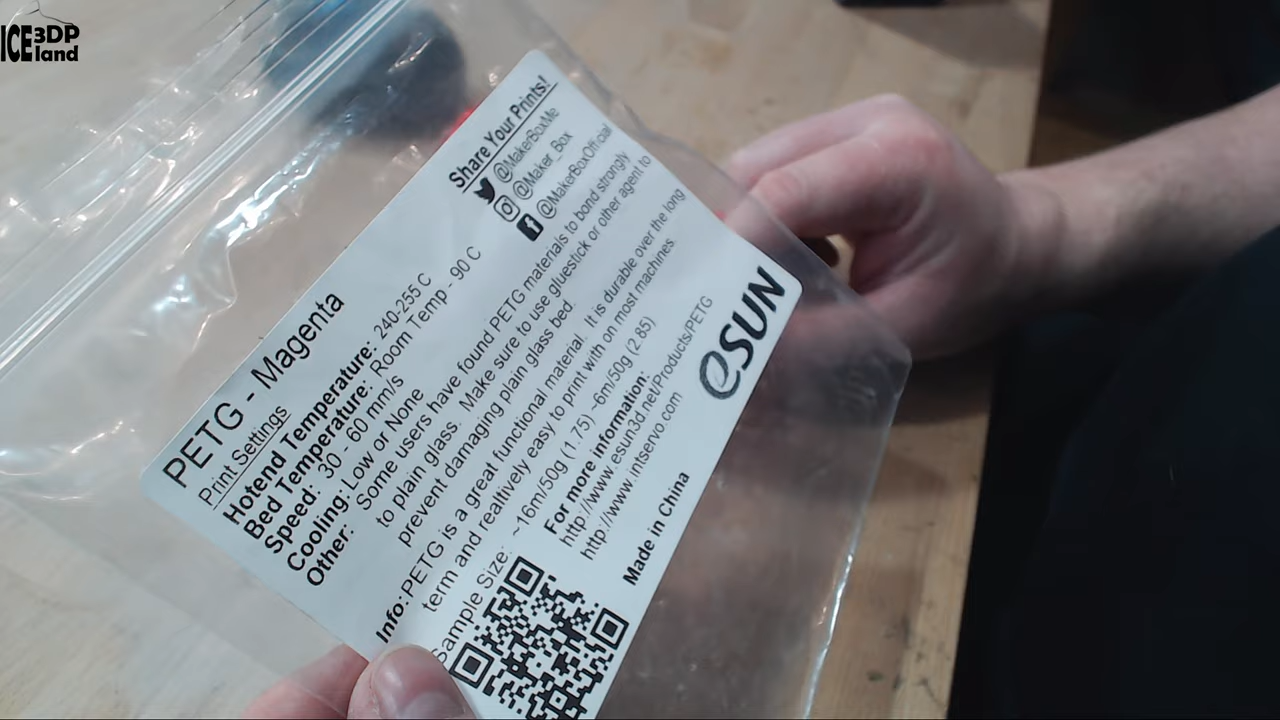 ICE3DP
land
PETG - Magenta
Print Settings
Hotend Temperature: 240-255 C
Bed Temperature: Room Temp - 90 C
Speed: 30 - 60 mm/s
Cooling: Low or None
Other: Some users have found PETG materials to bond strongly
to plain glass. Make sure to use gluestick or other agent to
prevent damaging plain glass bed.
Info: PETG is a great functional material. It is durable over the long
term and realtively easy to print with on most machines.
Sample Size: ~16m/50g (1.75) ~6m/50g (2.85)
For more information:
http://www.esun3d.net/Products/PETG
http://www.intservo.com
Made in China
eSUN
Share Your Prints!
@MakerBoxMe
@Maker_Box
@MakerBoxOfficial